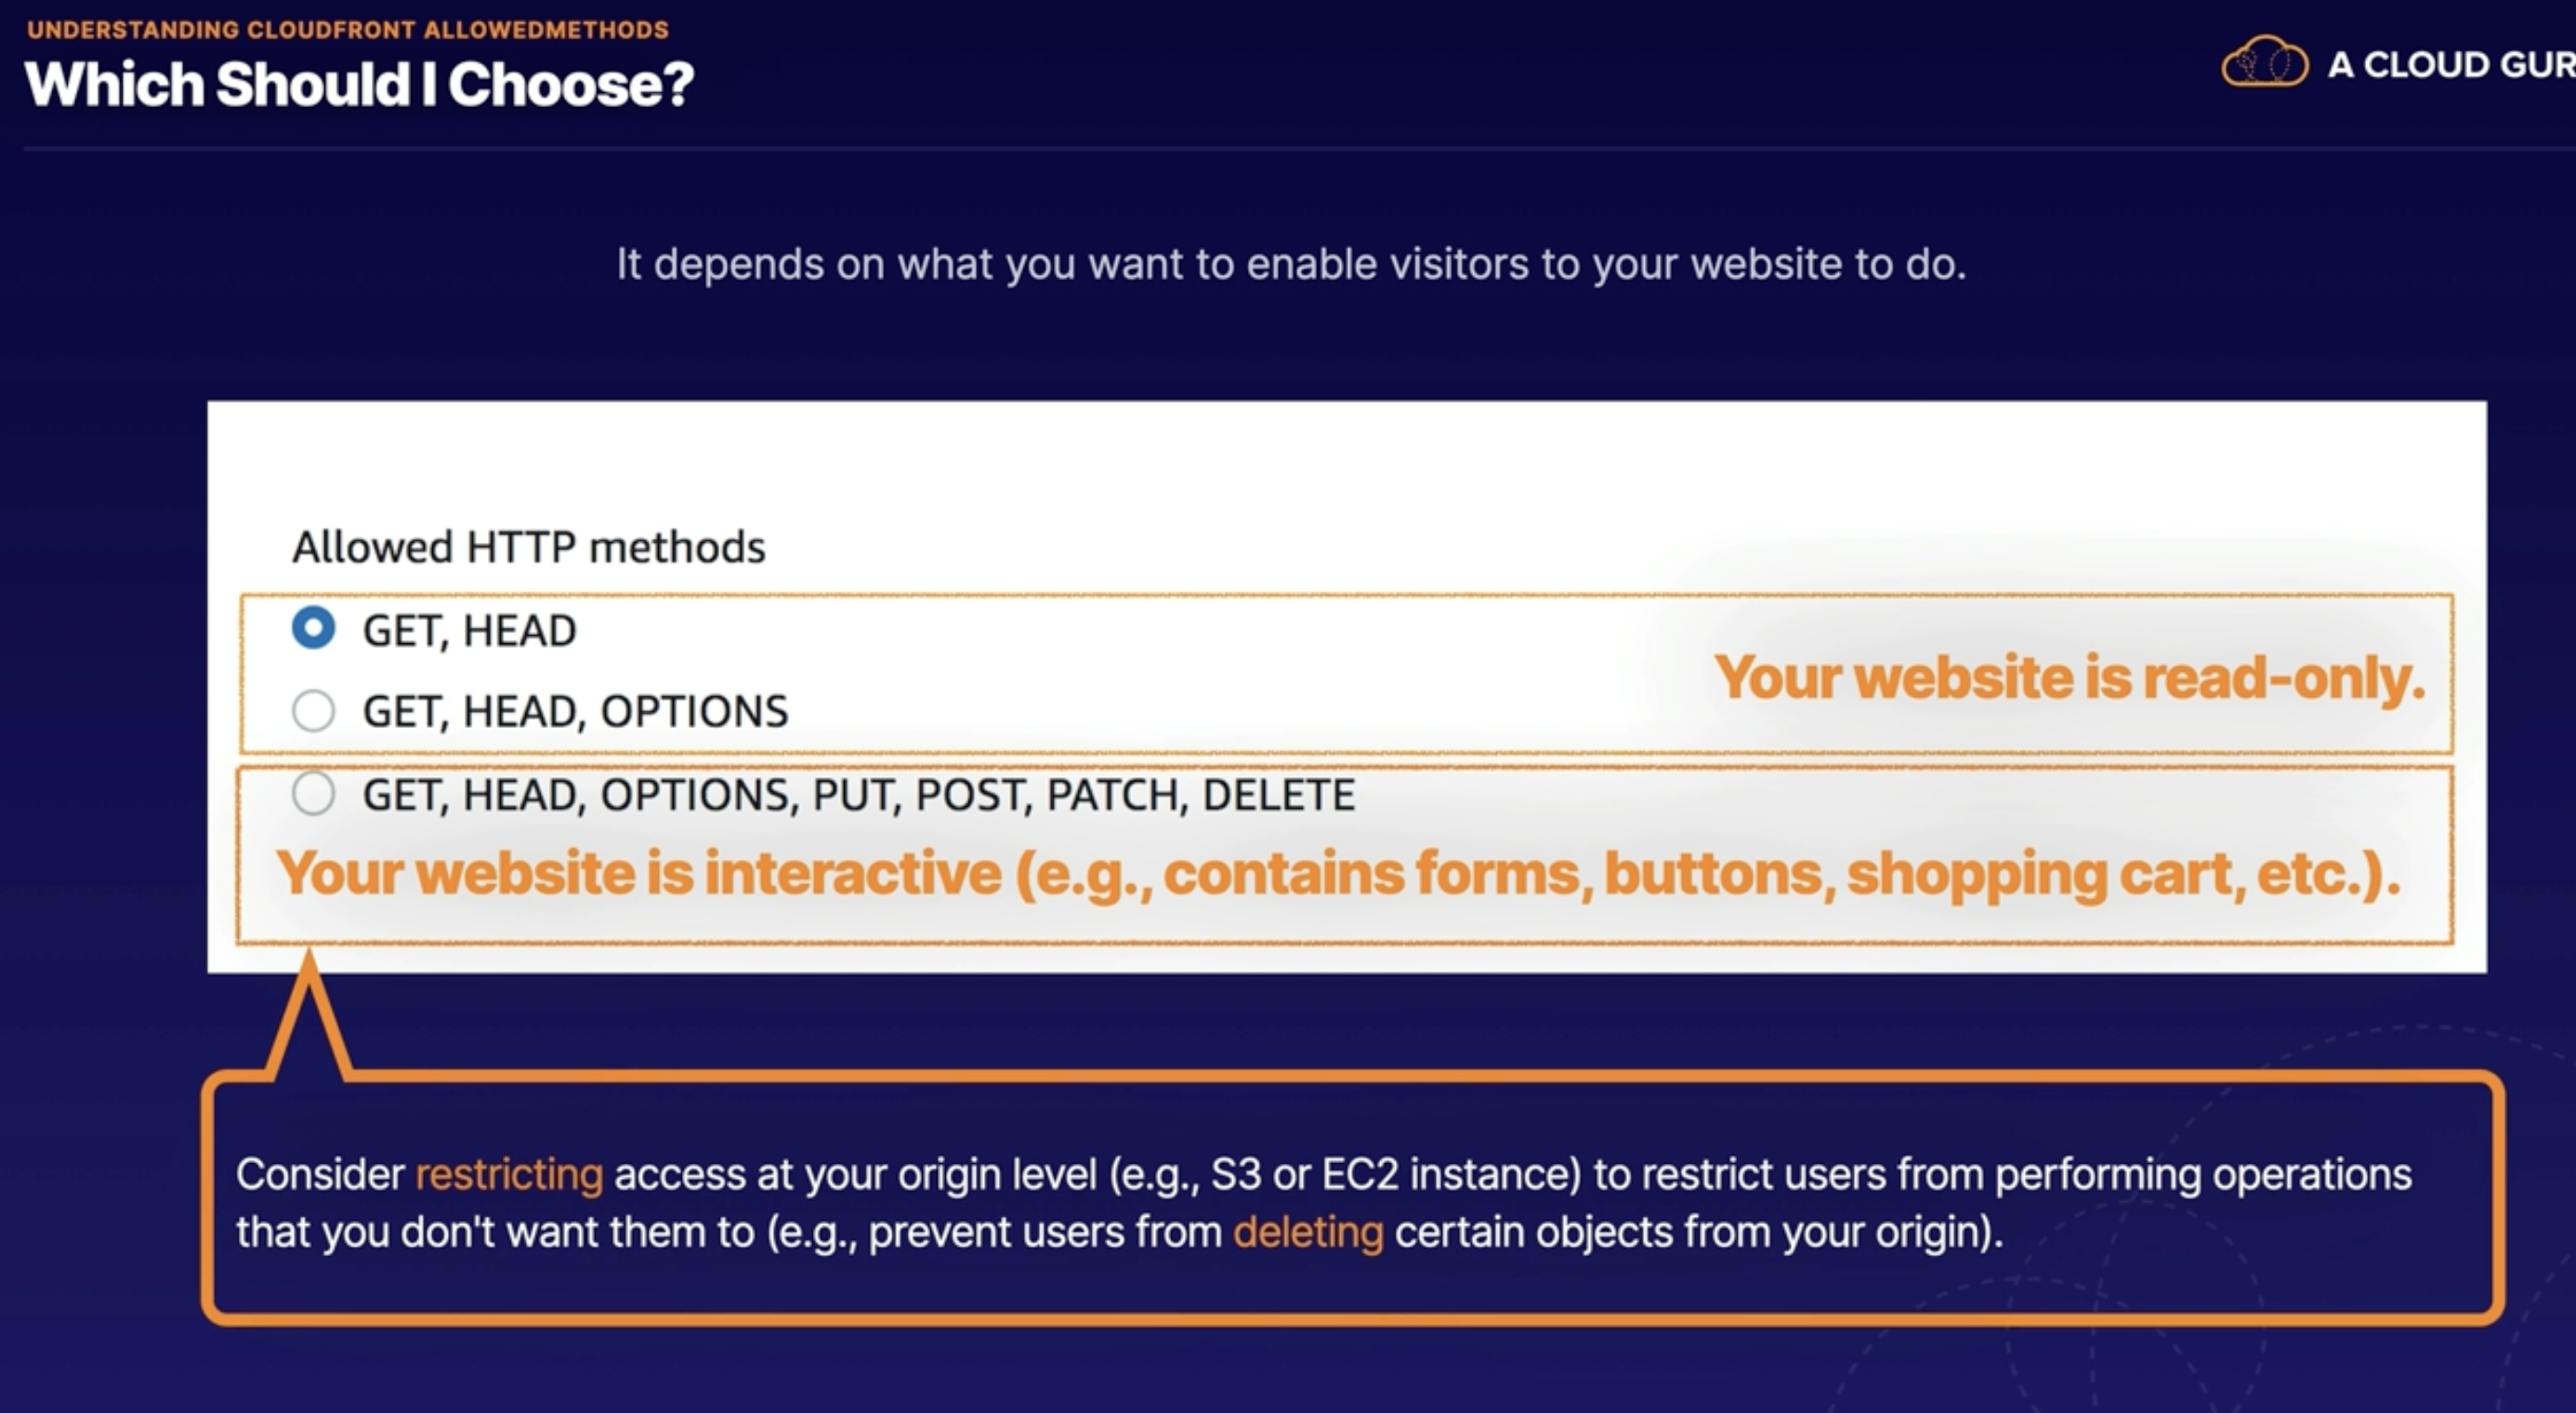 UNDERSTANDING CLOUDFRONT ALLOWEDMETHODS
Which Should I Choose?
A CLOUD GUR
It depends on what you want to enable visitors to your website to do.
Allowed HTTP methods
GET, HEAD
GET, HEAD, OPTIONS
Your website is read-only.
GET, HEAD, OPTIONS, PUT, POST, PATCH, DELETE
Your website is interactive (e.g., contains forms, buttons, shopping cart, etc.).
Consider restricting access at your origin level (e.g., S3 or EC2 instance) to restrict users from performing operations
that you don't want them to (e.g., prevent users from deleting certain objects from your origin).